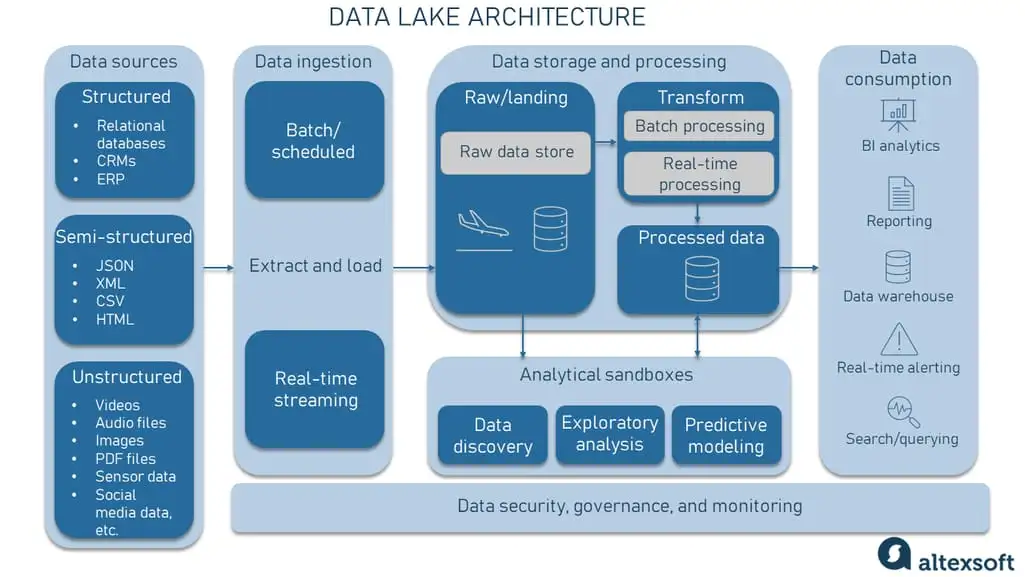 DATA LAKE ARCHITECTURE
Data sources
Structured
• Relational
databases
• CRMs
• ERP
Semi-structured
• JSON
• XML
• CSV
• HTML
Unstructured
• Videos
• Audio files
• Images
• PDF files
• Sensor data
• Social
media data,
etc.
Data ingestion
Batch/
scheduled
Extract and load
Real-time
streaming
Data storage and processing
Raw/landing
Raw data store
Transform
Batch processing
Real-time
processing
Processed data
Analytical sandboxes
Data
discovery
Exploratory
analysis
Predictive
modeling
Data
consumption
BI analytics
Reporting
Data warehouse
Real-time alerting
Search/querying
Data security, governance, and monitoring
altexsoft